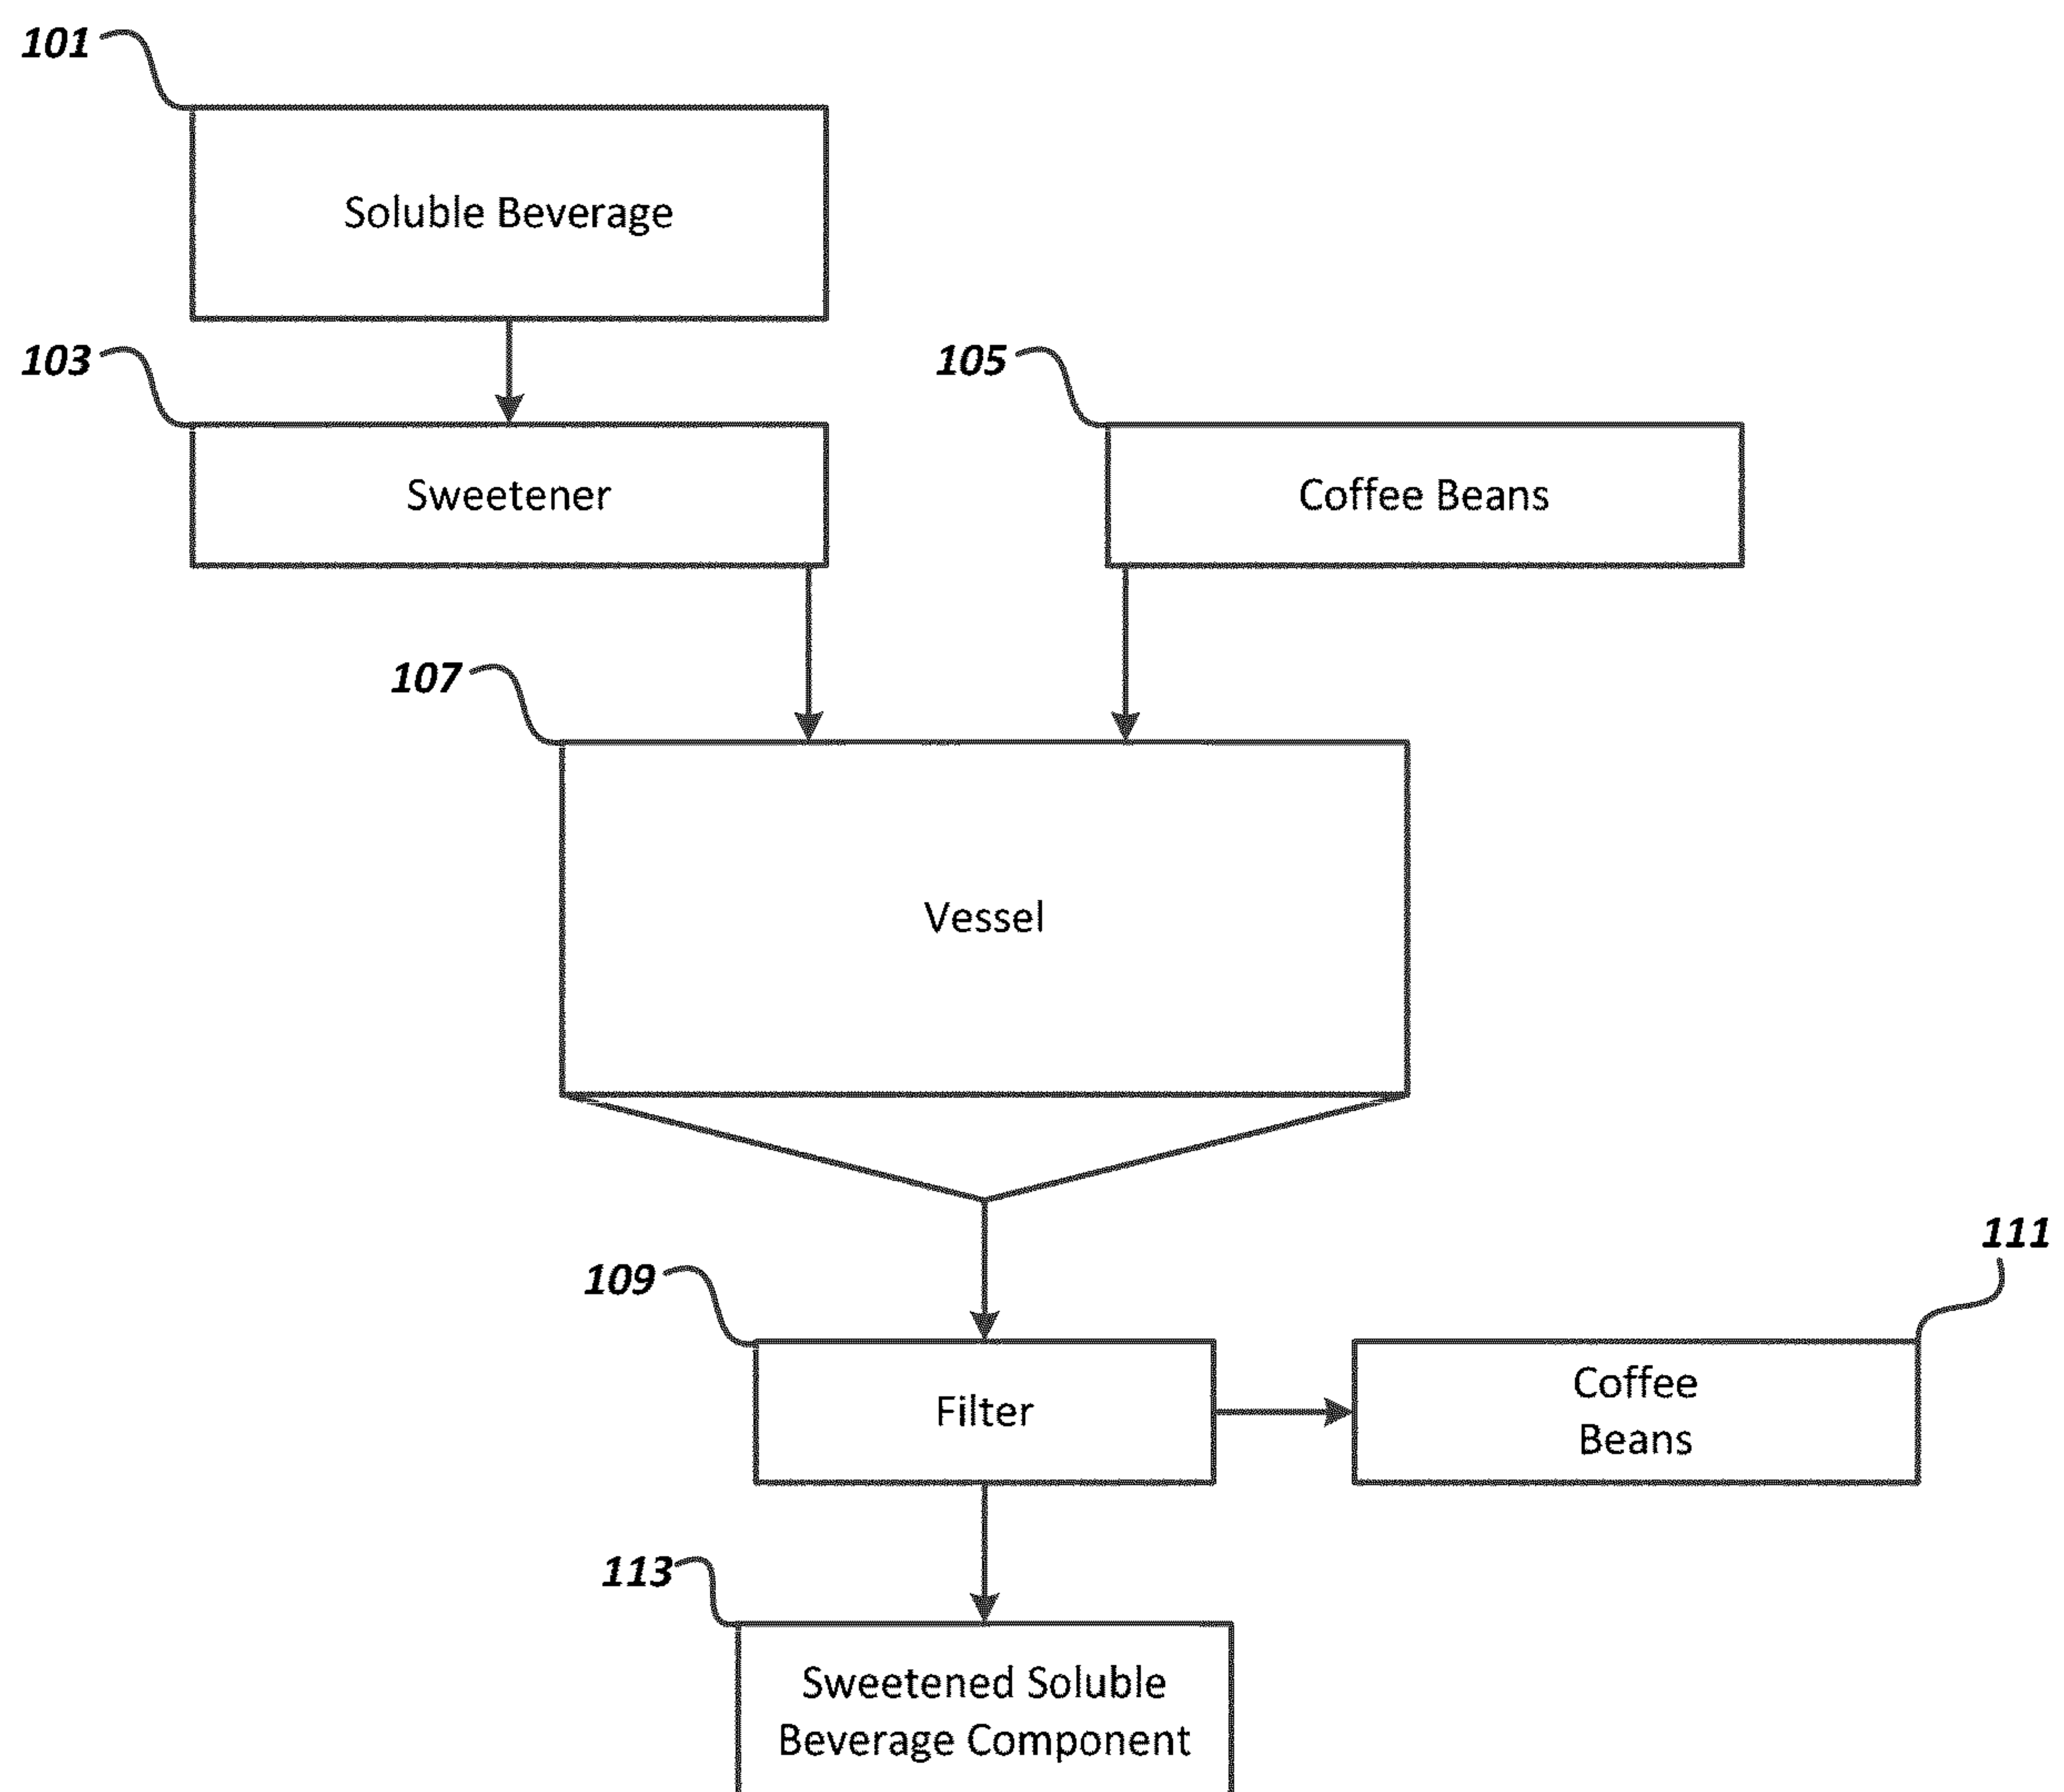 101
Soluble Beverage
103
Sweetener
105
Coffee Beans
107
Vessel
109
Filter
111
Coffee
Beans
113
Sweetened Soluble
Beverage Component